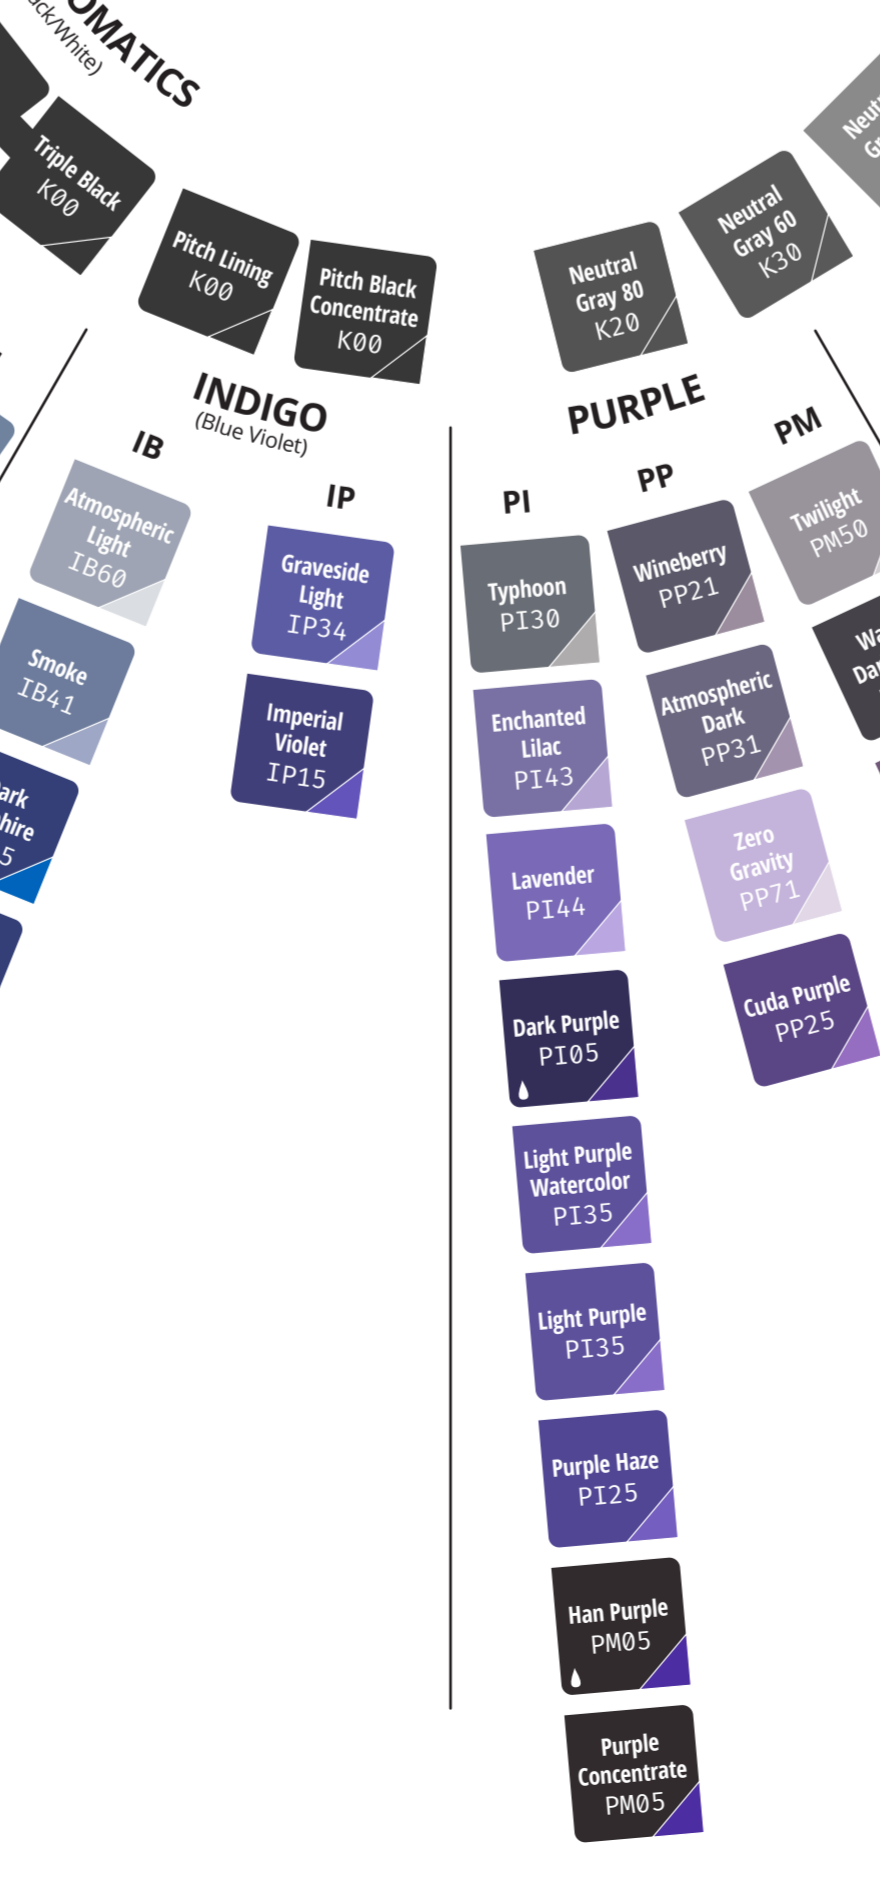 Triple Black
K00
Pitch Lining
K00
Pitch Black
Concentrate
K00
Neutral
Gray 80
K20
Neutral
Gray 60
K30
INDIGO
(Blue Violet)
IB
Atmospheric
Light
IB60
Smoke
IB41
IP
Graveside
Light
IP34
Imperial
Violet
IP15
PURPLE
PI
Typhoon
PI30
Enchanted
Lilac
PI43
Lavender
PI44
Dark Purple
PI05
Light Purple
Watercolor
PI35
Light Purple
PI35
Purple Haze
PI25
Han Purple
PM05
Purple
Concentrate
PM05
PP
Wineberry
PP21
Atmospheric
Dark
PP31
Zero
Gravity
PP71
Cuda Purple
PP25
PM
Twilight
PM50